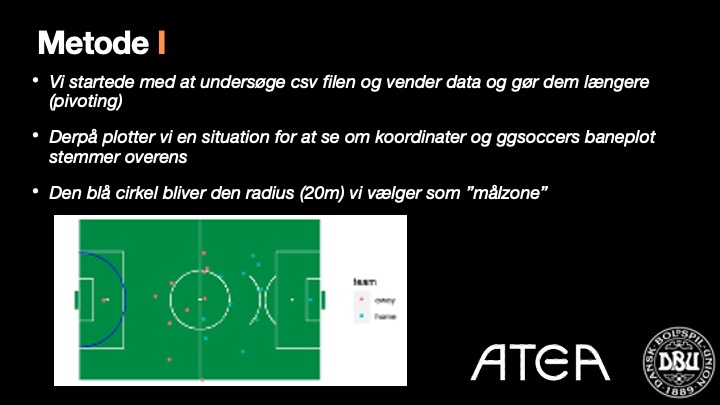 Metode I
• Vi startede med at undersøge csv filen og vender data og gør dem længere
(pivoting)
• Derpå plotter vi en situation for at se om koordinater og ggsoccers baneplot
stemmer overens
• Den blå cirkel bliver den radius (20m) vi vælger som ”målzone”
team
away
home
ATEA
DANSK BOLDSPIL-UNION
DBU
1889